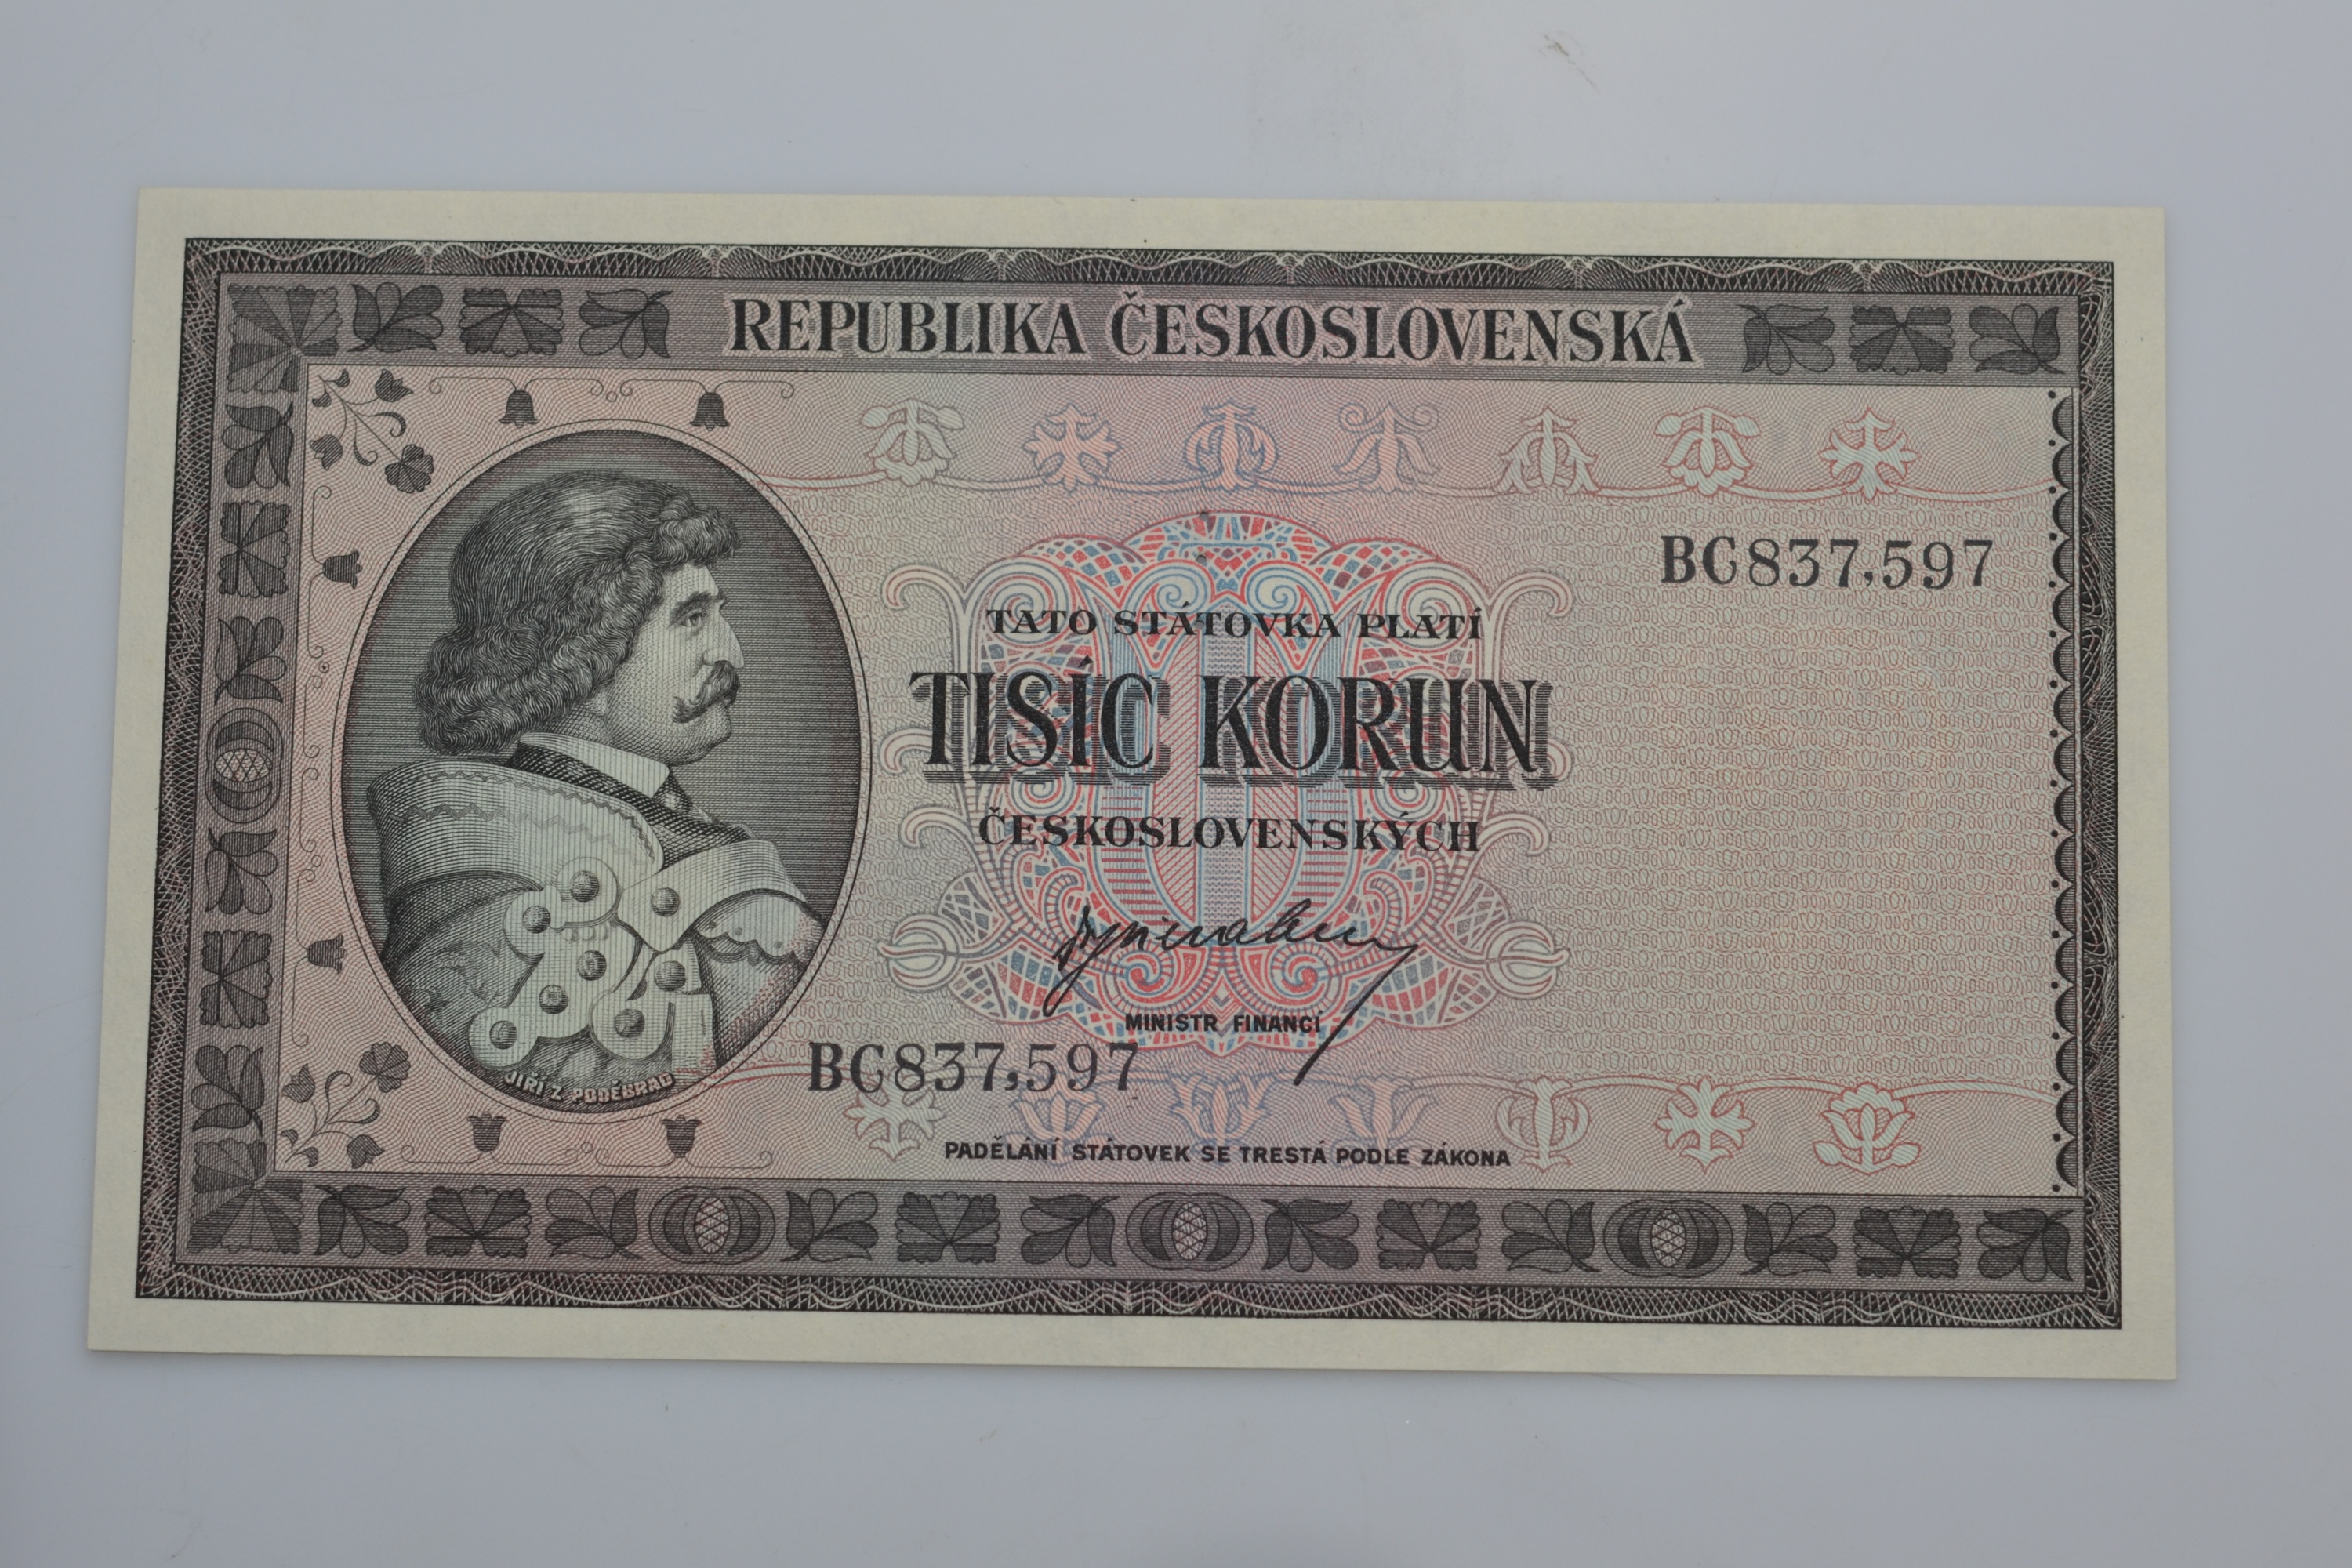 REPUBLIKA ČESKOSLOVENSKÁ
BC837,597
TATO STÁTOVKA PLATÍ
TISÍC KORUN
ČESKOSLOVENSKÝCH
MINISTR FINANCÍ
BC837,597
JIŘÍ Z PODĚBRAD
PADĚLÁNÍ STÁTOVEK SE TRESTÁ PODLE ZÁKONA